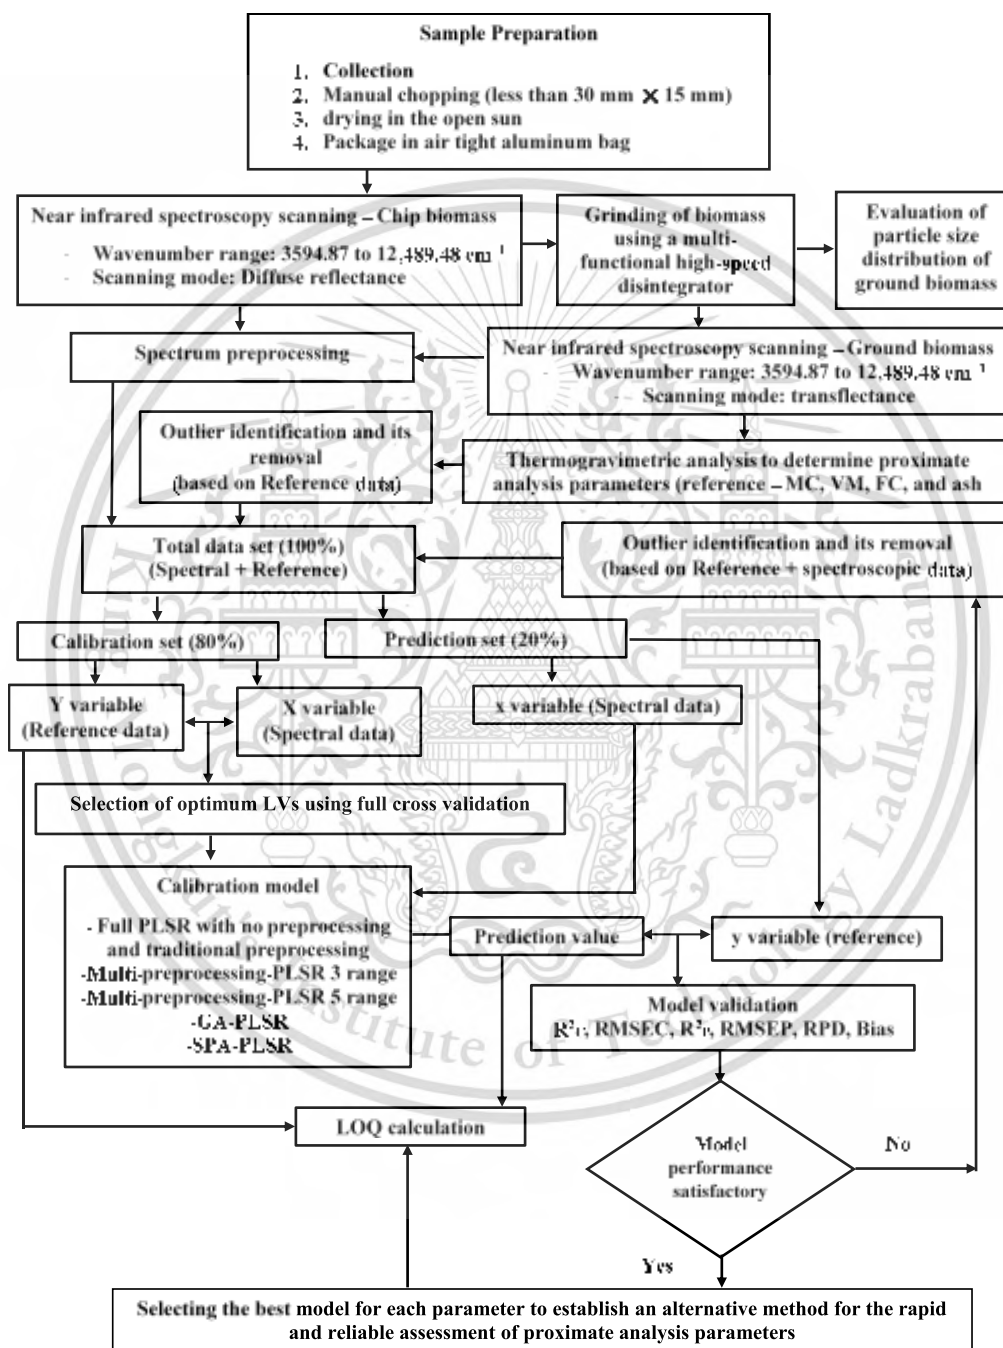 Sample Preparation
1. Collection
2. Manual chopping (less than 30 mm × 15 mm)
3. drying in the open sun
4. Package in air tight aluminum bag
Near infrared spectroscopy scanning – Chip biomass
- Wavenumber range: 3594.87 to 12,489.48 cm⁻¹
- Scanning mode: Diffuse reflectance
Grinding of biomass
using a multi-
functional high-speed
disintegrator
Evaluation of
particle size
distribution of
ground biomass
Spectrum preprocessing
Near infrared spectroscopy scanning – Ground biomass
- Wavenumber range: 3594.87 to 12,489.48 cm⁻¹
- Scanning mode: transflectance
Outlier identification and its
removal
(based on Reference data)
Thermogravimetric analysis to determine proximate
analysis parameters (reference – MC, VM, FC, and ash
Total data set (100%)
(Spectral + Reference)
Outlier identification and its removal
(based on Reference + spectroscopic data)
Calibration set (80%)
Prediction set (20%)
Y variable
(Reference data)
X variable
(Spectral data)
x variable (Spectral data)
Selection of optimum LVs using full cross validation
Calibration model
- Full PLSR with no preprocessing
and traditional preprocessing
-Multi-preprocessing-PLSR 3 range
-Multi-preprocessing-PLSR 5 range
-GA-PLSR
-SPA-PLSR
Prediction value
y variable (reference)
Model validation
R²C, RMSEC, R²P, RMSEP, RPD, Bias
LOQ calculation
Model
performance
satisfactory
No
Yes
Selecting the best model for each parameter to establish an alternative method for the rapid
and reliable assessment of proximate analysis parameters
King Mongkut's Institute of Technology Ladkrabang